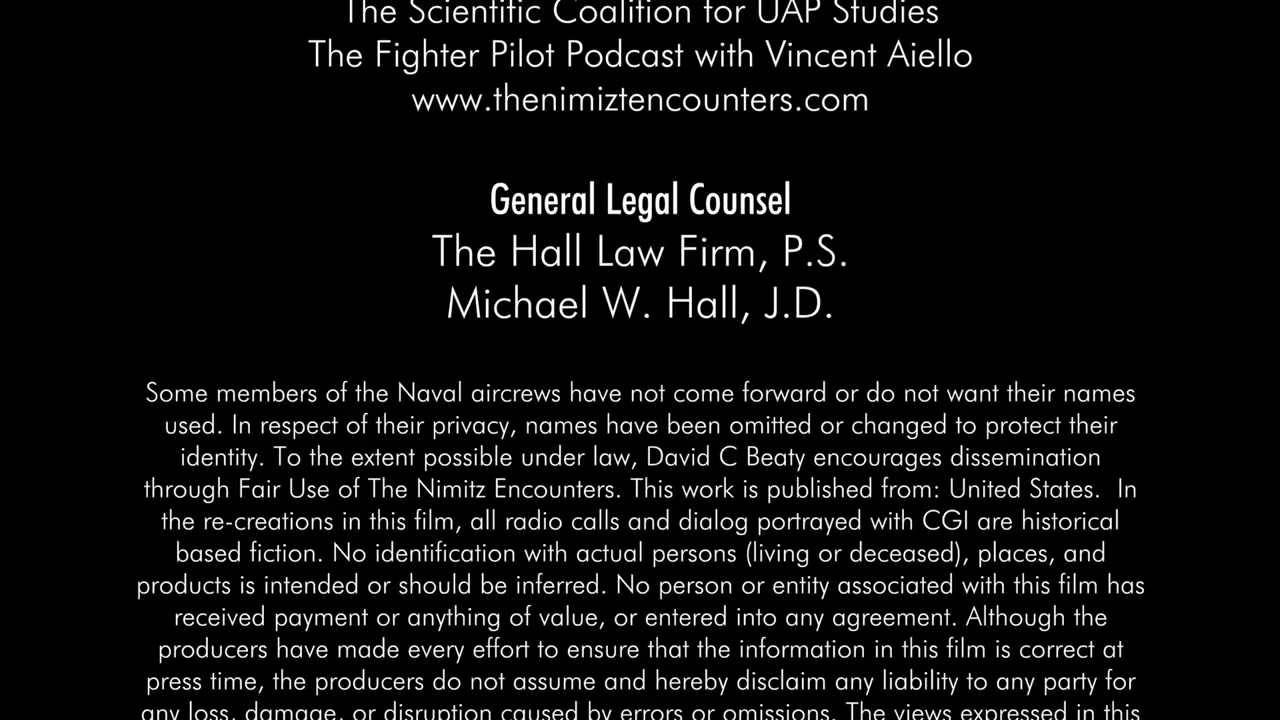 The Scientific Coalition for UAP Studies
The Fighter Pilot Podcast with Vincent Aiello
www.thenimiztencounters.com
General Legal Counsel
The Hall Law Firm, P.S.
Michael W. Hall, J.D.
Some members of the Naval aircrews have not come forward or do not want their names
used. In respect of their privacy, names have been omitted or changed to protect their
identity. To the extent possible under law, David C Beaty encourages dissemination
through Fair Use of The Nimitz Encounters. This work is published from: United States. In
the re-creations in this film, all radio calls and dialog portrayed with CGI are historical
based fiction. No identification with actual persons (living or deceased), places, and
products is intended or should be inferred. No person or entity associated with this film has
received payment or anything of value, or entered into any agreement. Although the
producers have made every effort to ensure that the information in this film is correct at
press time, the producers do not assume and hereby disclaim any liability to any party for
any loss, damage, or disruption caused by errors or omissions. The views expressed in this